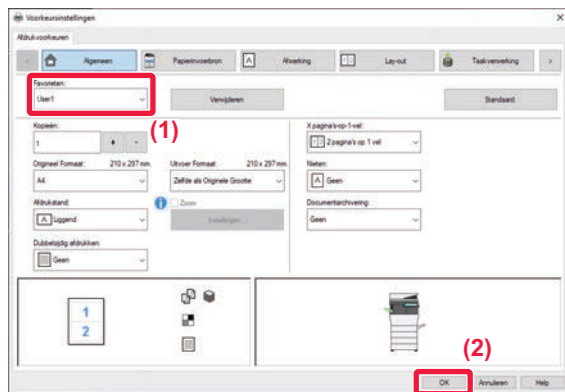 Voorkeursinstellingen
Afdrukvoorkeuren
Algemeen Papierinvoerbron Afwerking Lay-out Taakverwerking
Favorieten:
User1 Verwijderen Standaard
(1)
Kopieën: X pagina's-op-1-vel:
1 + - 2 pagina's op 1 vel
Origineel Formaat: 210 x 297 mm. Uitvoer Formaat: 210 x 297 mm. Nieten:
A4 Zelfde als Originele Grootte Geen
Afdrukstand: Zoom Documentarchivering:
Liggend Instellingen... Geen
Dubbelzijdig afdrukken:
Geen
1
2
(2)
OK Annuleren Help